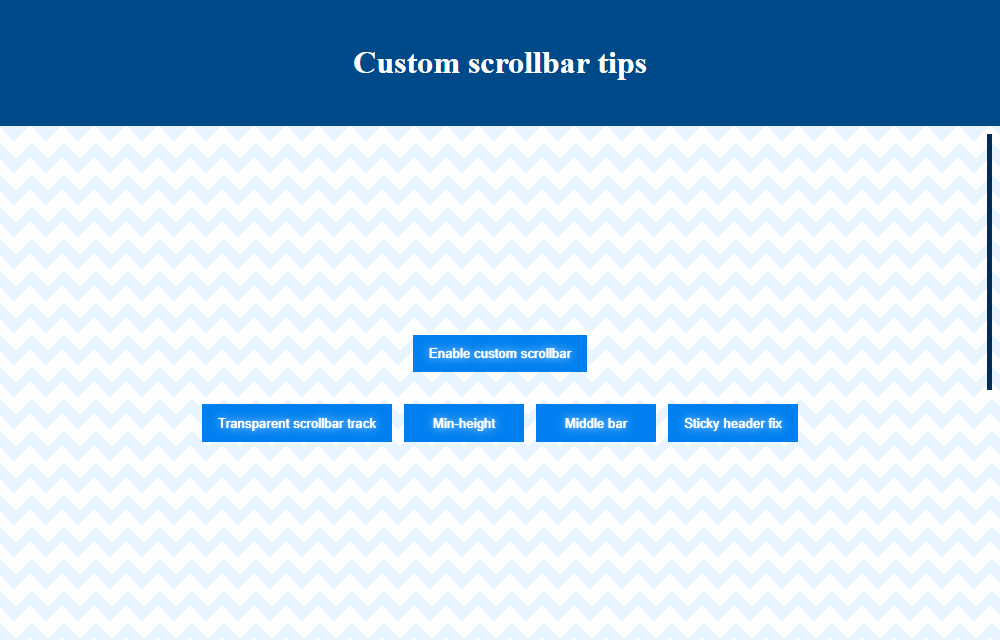 Custom scrollbar tips
Enable custom scrollbar
Transparent scrollbar track
Min-height
Middle bar
Sticky header fix